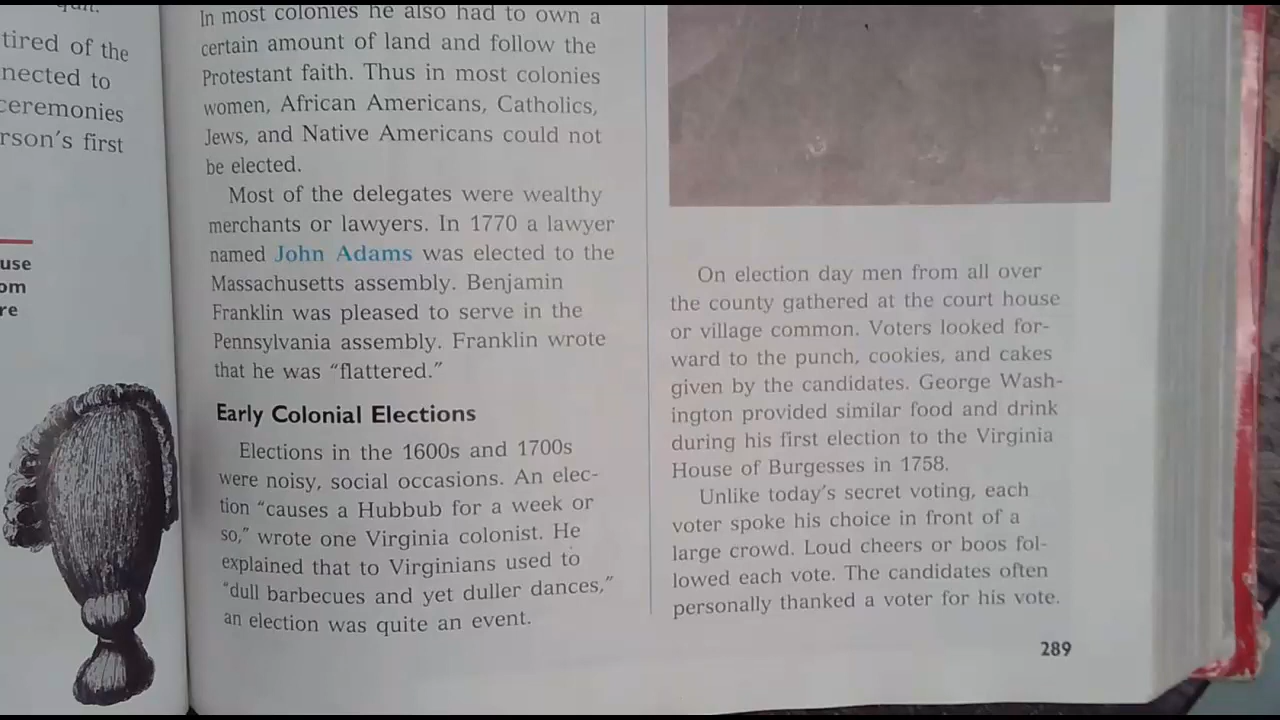 tired of the
nected to
ceremonies
rson's first
use
om
re
In most colonies he also had to own a
certain amount of land and follow the
Protestant faith. Thus in most colonies
women, African Americans, Catholics,
Jews, and Native Americans could not
be elected.
Most of the delegates were wealthy
merchants or lawyers. In 1770 a lawyer
named John Adams was elected to the
Massachusetts assembly. Benjamin
Franklin was pleased to serve in the
Pennsylvania assembly. Franklin wrote
that he was “flattered.”
Early Colonial Elections
Elections in the 1600s and 1700s
were noisy, social occasions. An elec-
tion “causes a Hubbub for a week or
so,” wrote one Virginia colonist. He
explained that to Virginians used to
“dull barbecues and yet duller dances,”
an election was quite an event.
On election day men from all over
the county gathered at the court house
or village common. Voters looked for-
ward to the punch, cookies, and cakes
given by the candidates. George Wash-
ington provided similar food and drink
during his first election to the Virginia
House of Burgesses in 1758.
Unlike today's secret voting, each
voter spoke his choice in front of a
large crowd. Loud cheers or boos fol-
lowed each vote. The candidates often
personally thanked a voter for his vote.
289